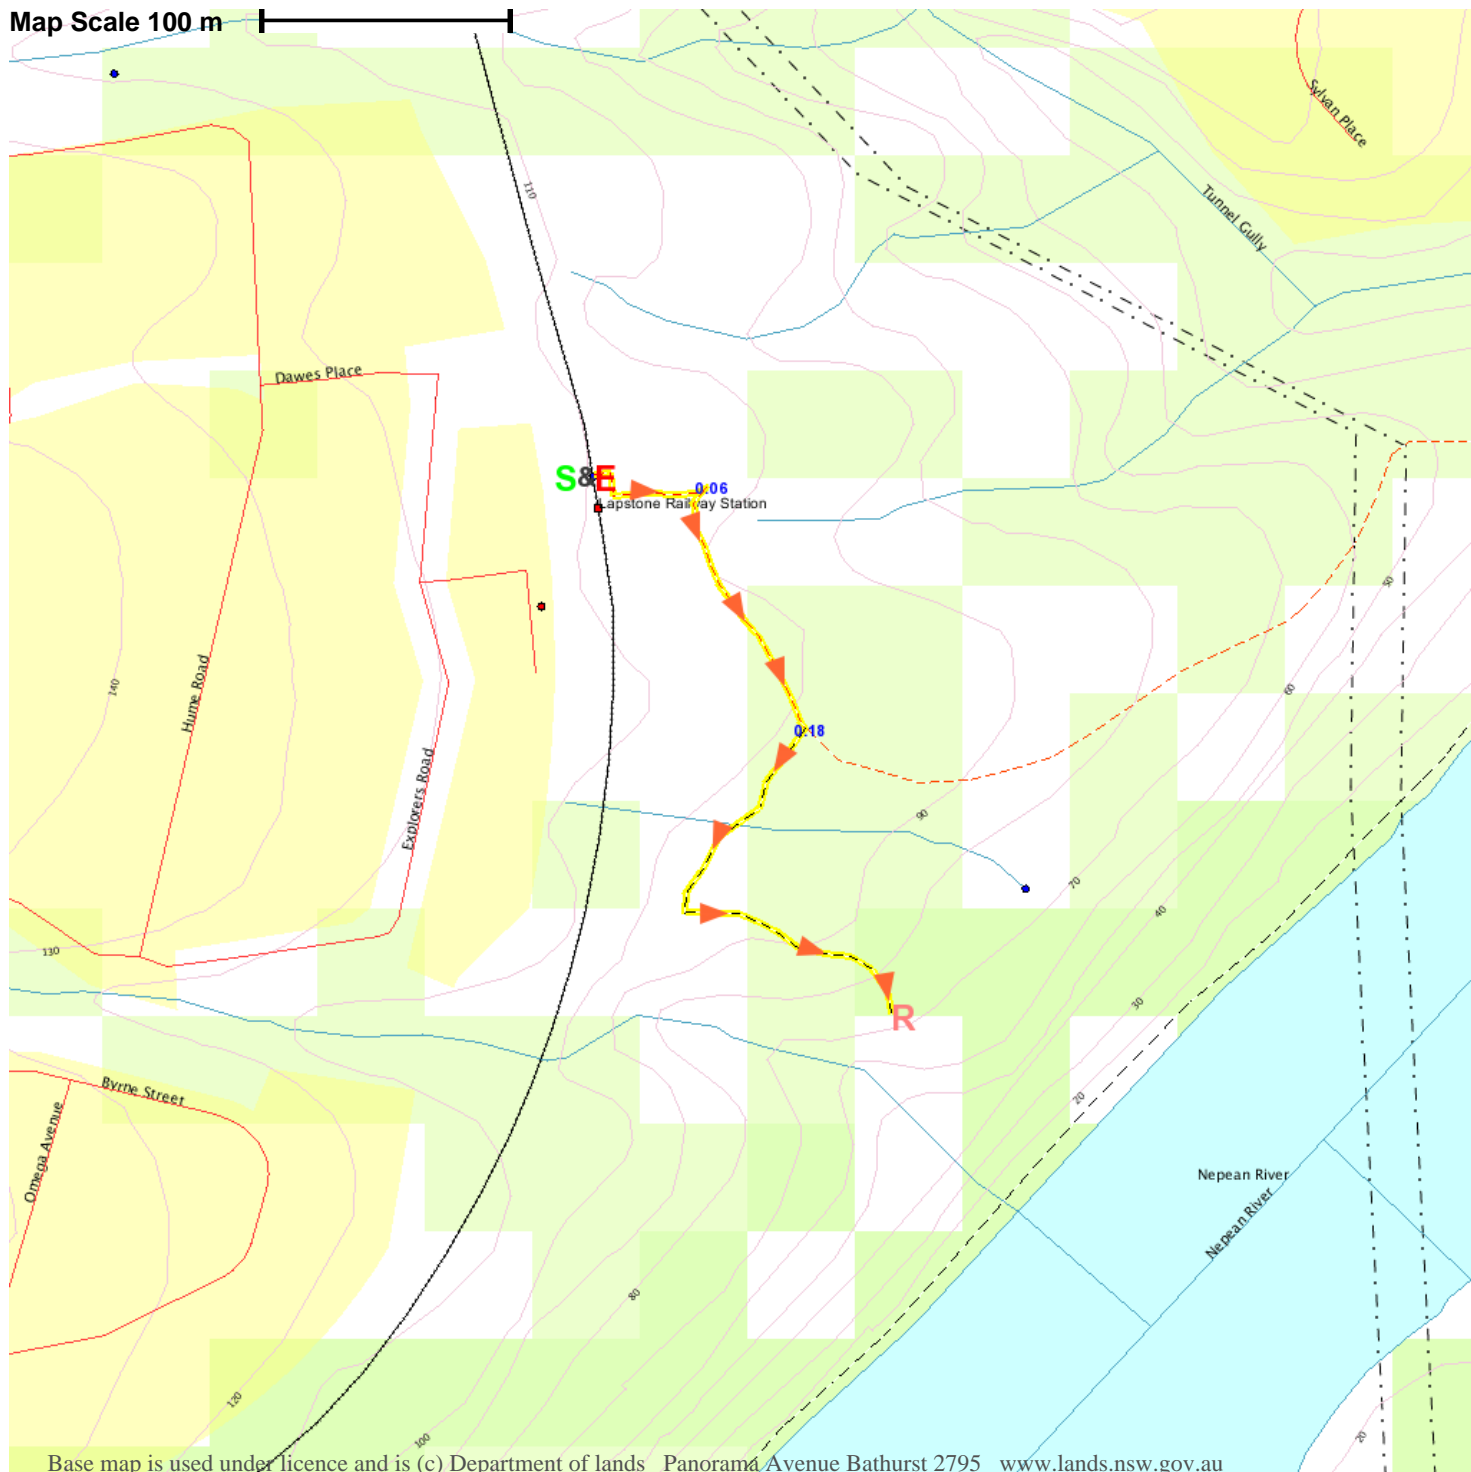 Map Scale 100 m
Sylvan Place
Tunnel Gully
110
Dawes Place
S&E
0.06
Lapstone Railway Station
50
140
Hume Road
60
0.18
Explorers Road
90
70
40
130
30
R
Byrne Street
20
Omega Avenue
Nepean River
Nepean River
80
120
100
20
Base map is used under licence and is (c) Department of lands Panorama Avenue Bathurst 2795 www.lands.nsw.gov.au